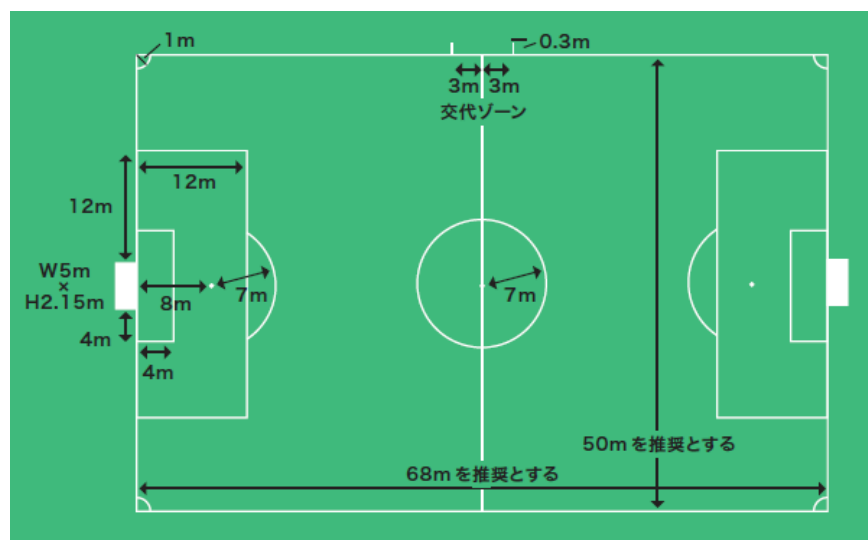 1m
0.3m
3m 3m
交代ゾーン
12m
12m
W5m
×
H2.15m
8m
7m
7m
4m
4m
50mを推奨とする
68mを推奨とする